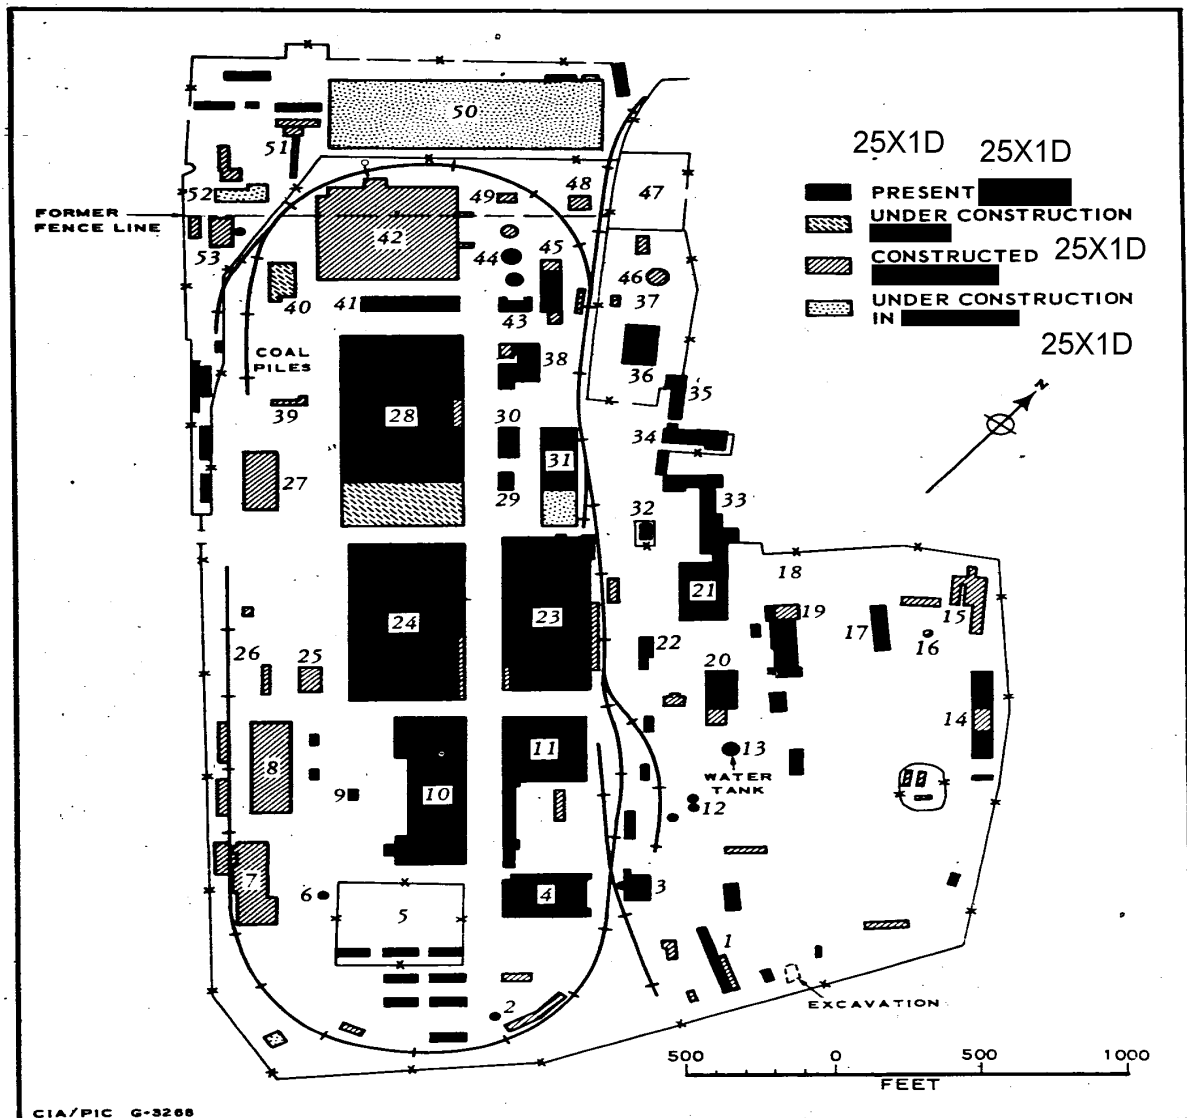 50
25X1D 25X1D
51
PRESENT
52
49
48
47
UNDER CONSTRUCTION
FORMER
FENCE LINE
42
45
CONSTRUCTED 25X1D
53
44
46
UNDER CONSTRUCTION
IN
40
41
43
37
25X1D
COAL
PILES
38
36
N
35
39
28
30
34
31
27
29
32
33
18
21
24
23
19
17
15
16
26
25
22
20
14
11
13
WATER
TANK
8
9
10
12
7
6
5
4
3
1
2
EXCAVATION
500 0 500 1000
FEET
CIA/PIC G-3268